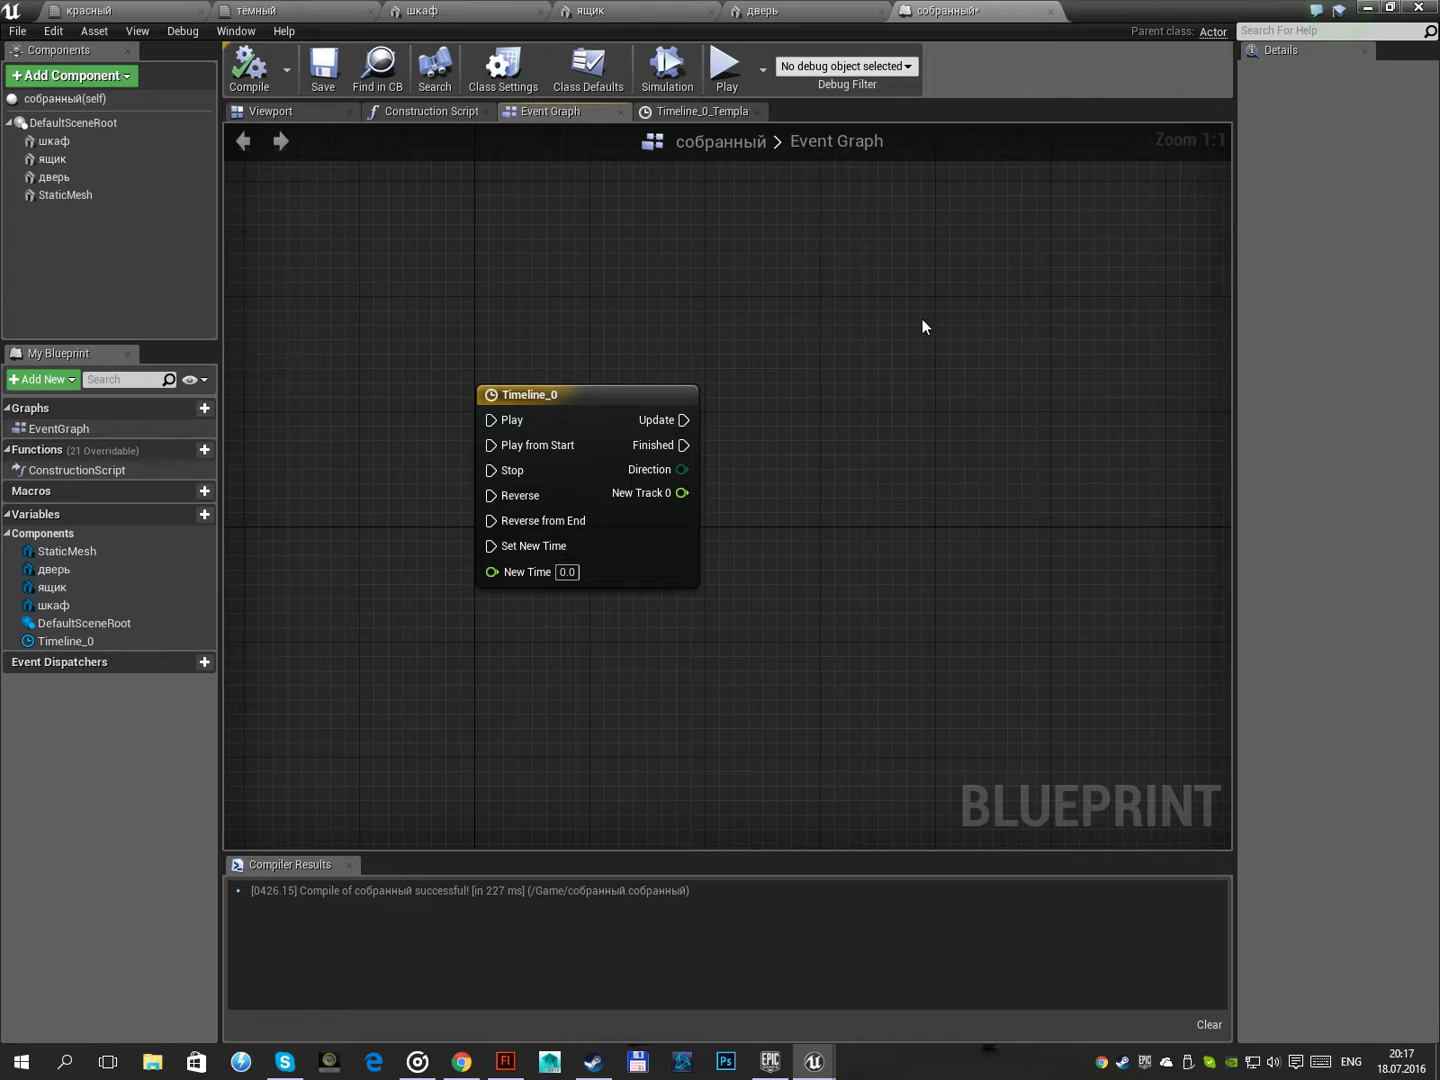 красный
тёмный
шкаф
ящик
дверь
собранный*
File Edit Asset View Debug Window Help
Parent class: Actor
Search For Help
Components
Details
+Add Component
Compile
Save
Find in CB
Search
Class Settings
Class Defaults
Simulation
Play
No debug object selected
Debug Filter
собранный(self)
Viewport
Construction Script
Event Graph
Timeline_0_Templa
DefaultSceneRoot
шкаф
ящик
дверь
StaticMesh
собранный > Event Graph
Zoom 1:1
My Blueprint
+Add New
Search
Graphs
EventGraph
Functions (21 Overridable)
ConstructionScript
Macros
Variables
Components
StaticMesh
дверь
ящик
шкаф
DefaultSceneRoot
Timeline_0
Event Dispatchers
Timeline_0
Play Update
Play from Start Finished
Stop Direction
New Track 0
Reverse
Reverse from End
Set New Time
New Time 0.0
BLUEPRINT
Compiler Results
[0426.15] Compile of собранный successful! [in 227 ms] (/Game/собранный.собранный)
Clear
ENG
20:17
18.07.2016